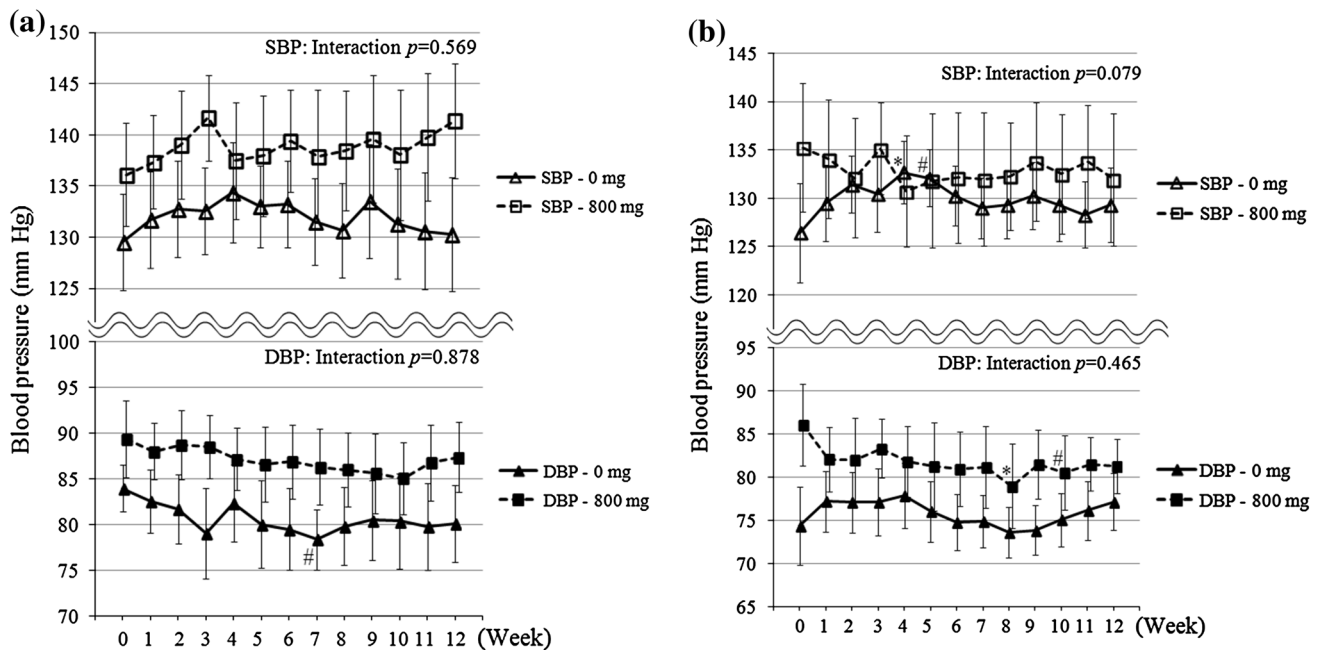 (a)
150
SBP: Interaction p=0.569
145
140
135
130
125
SBP - 0 mg
SBP - 800 mg
Blood pressure (mm Hg)
100
DBP: Interaction p=0.878
95
90
85
80
75
70
#
DBP - 0 mg
DBP - 800 mg
0 1 2 3 4 5 6 7 8 9 10 11 12 (Week)
(b)
145
SBP: Interaction p=0.079
140
135
130
125
120
* #
SBP - 0 mg
SBP - 800 mg
Blood pressure (mm Hg)
95
DBP: Interaction p=0.465
90
85
80
75
70
65
* #
DBP - 0 mg
DBP - 800 mg
0 1 2 3 4 5 6 7 8 9 10 11 12 (Week)